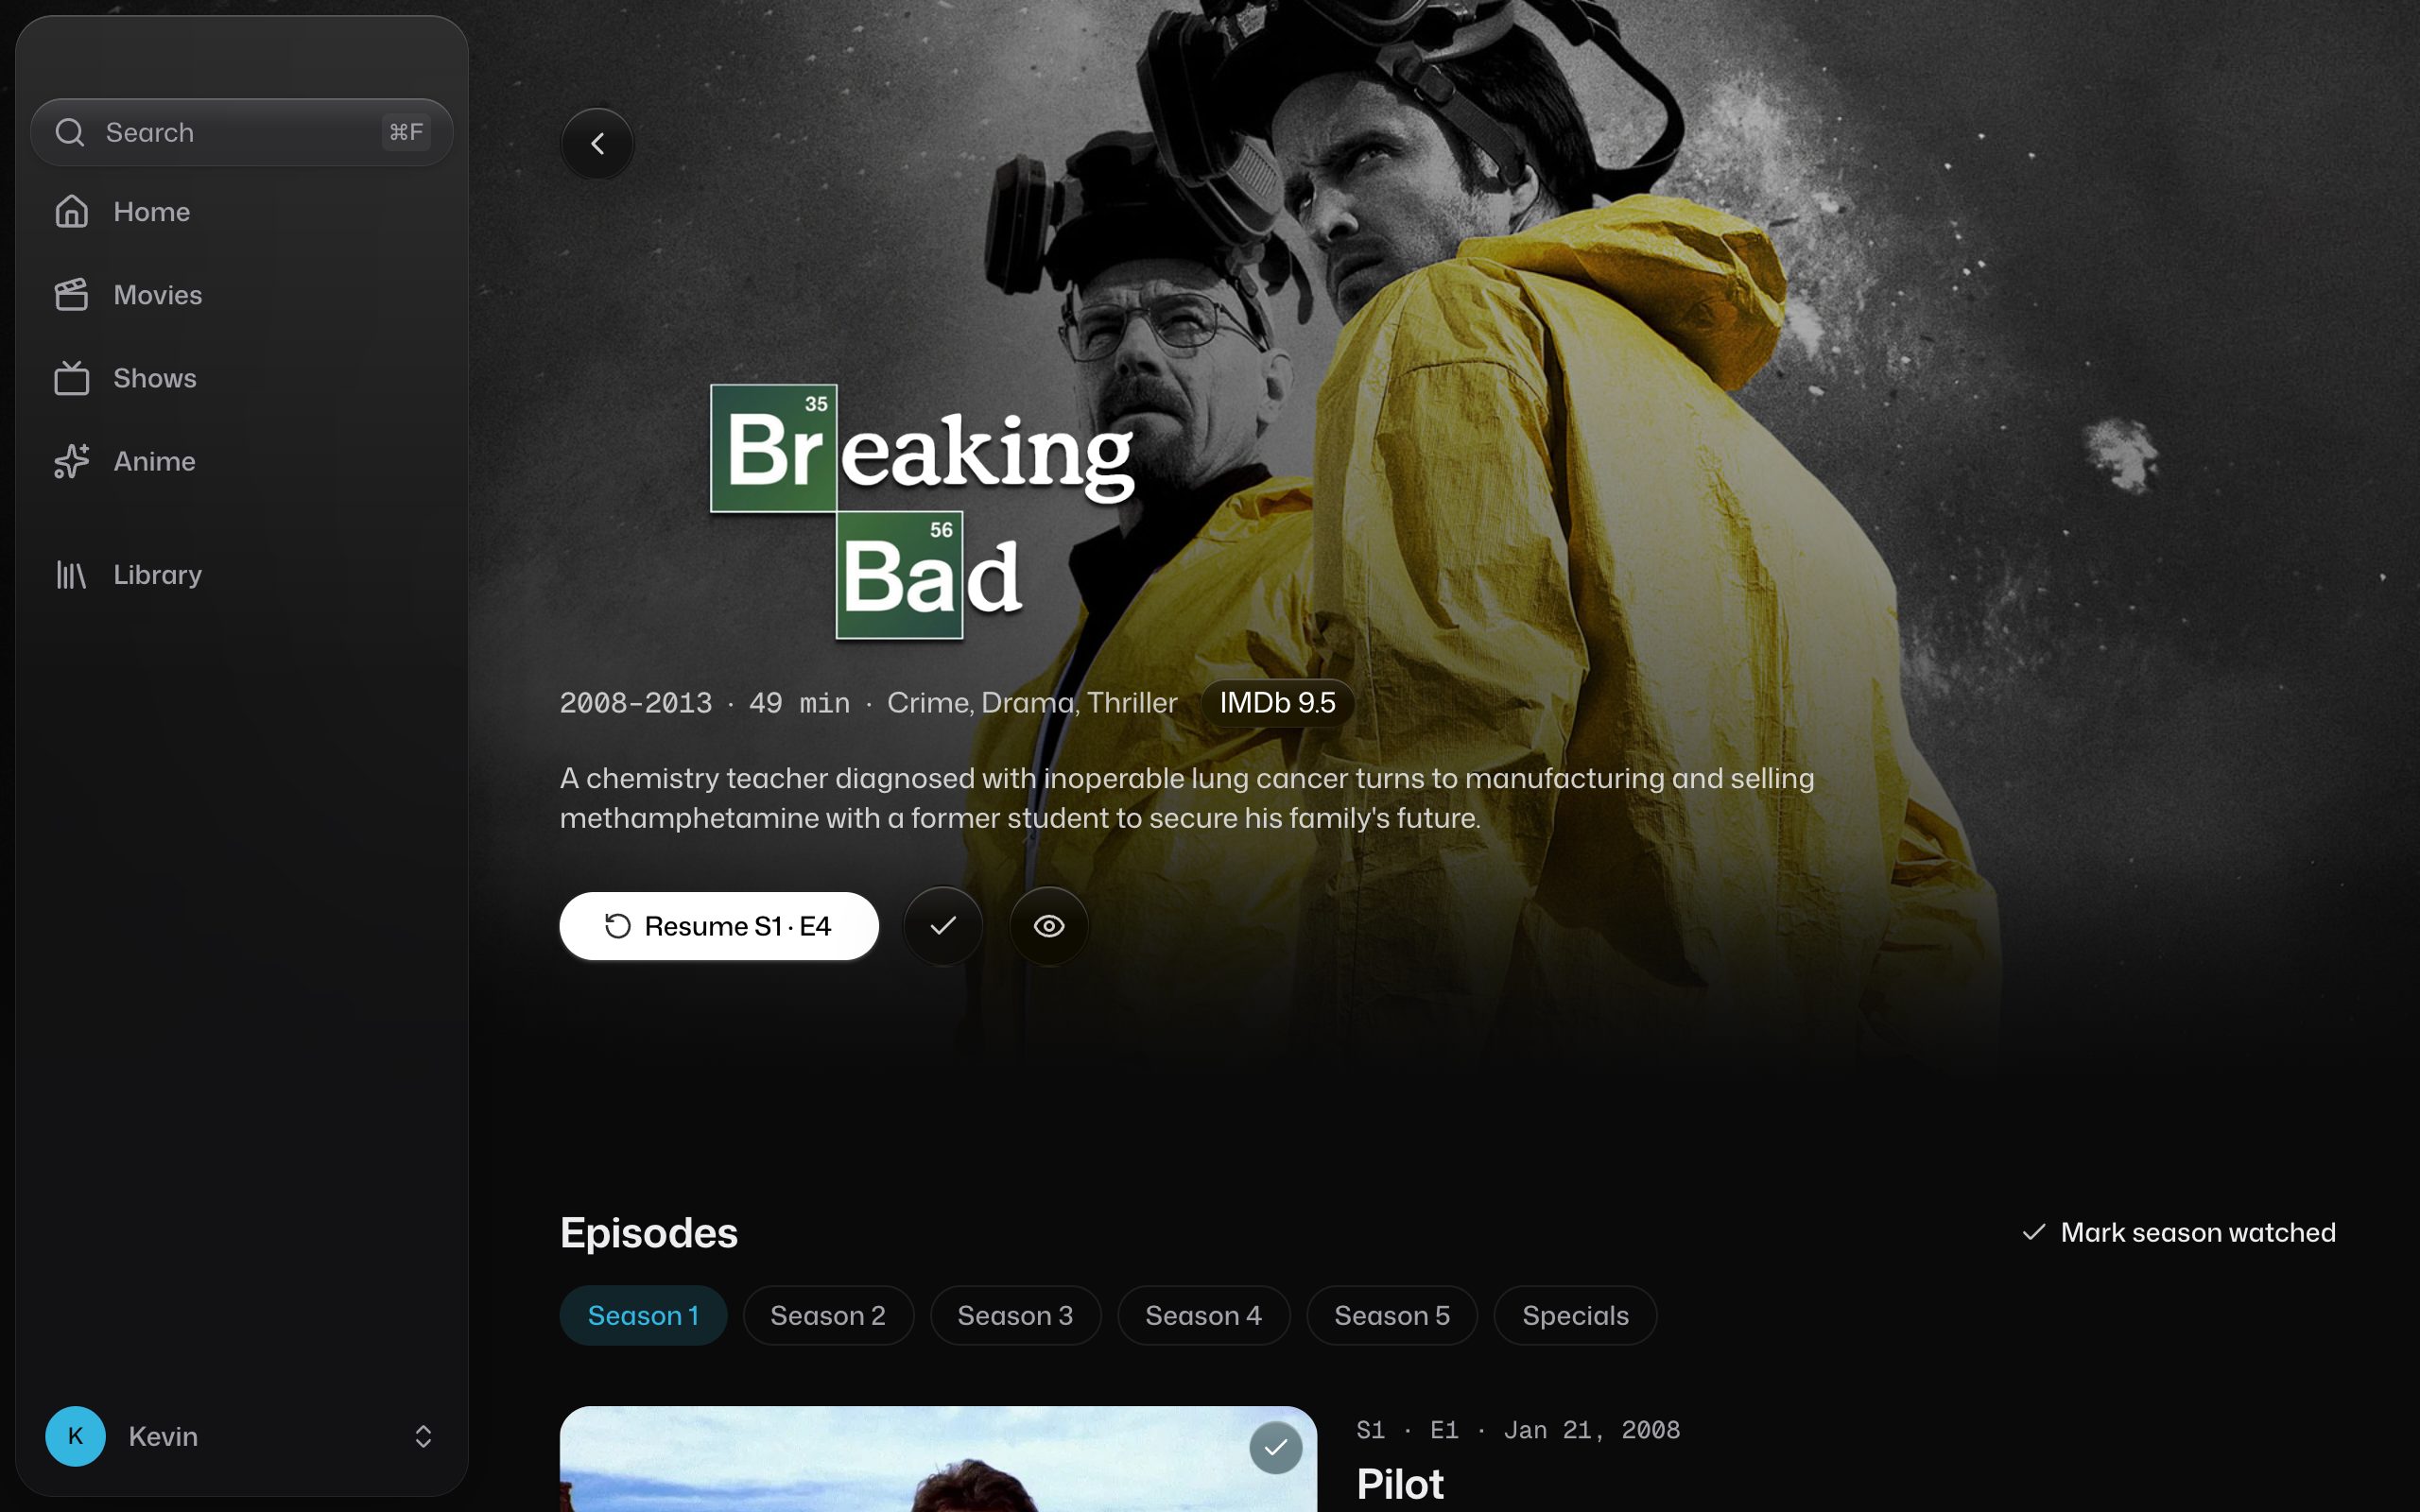 Search ⌘F
Home
Movies
Shows
Anime
Library
Kevin
K
35
Breaking
56
Bad
2008–2013 · 49 min · Crime, Drama, Thriller IMDb 9.5
A chemistry teacher diagnosed with inoperable lung cancer turns to manufacturing and selling
methamphetamine with a former student to secure his family's future.
Resume S1 · E4
Episodes
Mark season watched
Season 1 Season 2 Season 3 Season 4 Season 5 Specials
S1 · E1 · Jan 21, 2008
Pilot